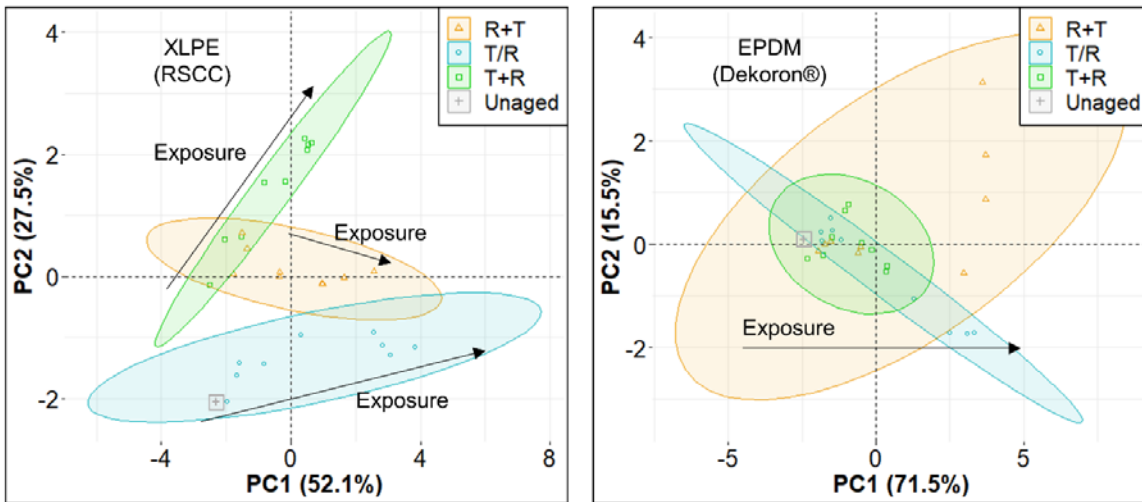 XLPE
(RSCC)
R+T
T/R
T+R
Unaged
Exposure
Exposure
Exposure
4
2
0
-2
PC2 (27.5%)
-4
0
4
8
PC1 (52.1%)
EPDM
(Dekoron®)
R+T
T/R
T+R
Unaged
Exposure
4
2
0
-2
PC2 (15.5%)
-5
0
5
PC1 (71.5%)